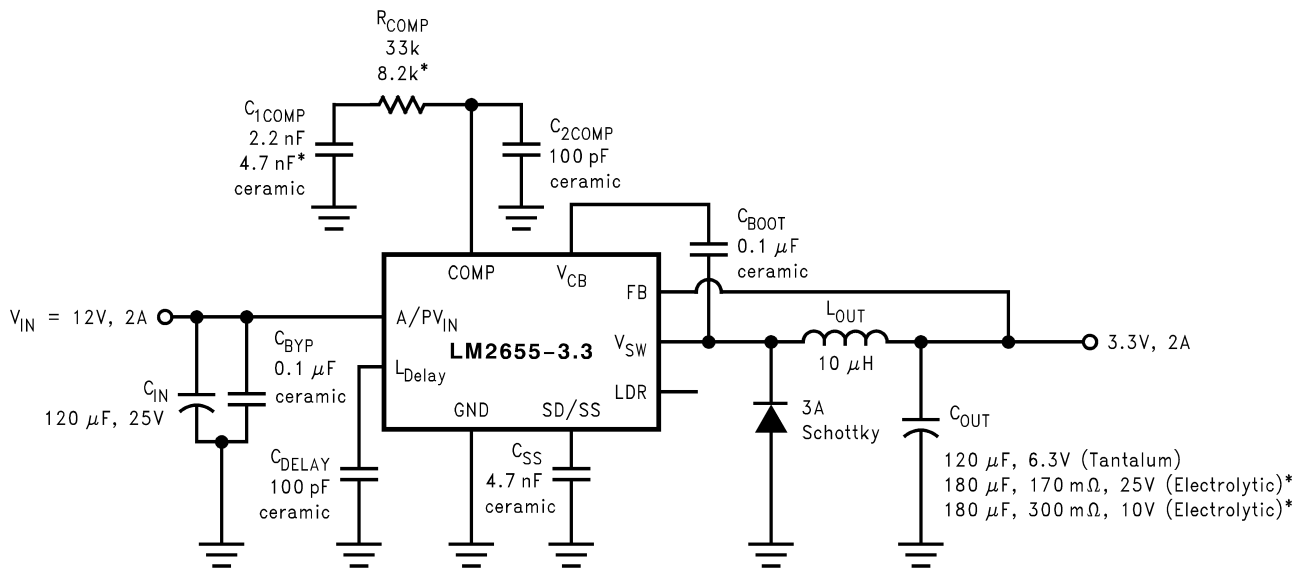 R_COMP
33k
8.2k*
C_1COMP
2.2 nF
4.7 nF*
ceramic
C_2COMP
100 pF
ceramic
C_BOOT
0.1 μF
ceramic
COMP
V_CB
FB
V_IN = 12V, 2A
A/PV_IN
LM2655-3.3
V_SW
L_OUT
10 μH
3.3V, 2A
C_BYP
0.1 μF
ceramic
L_Delay
LDR
C_IN
120 μF, 25V
GND
SD/SS
3A
Schottky
C_OUT
120 μF, 6.3V (Tantalum)
180 μF, 170 mΩ, 25V (Electrolytic)*
180 μF, 300 mΩ, 10V (Electrolytic)*
C_DELAY
100 pF
ceramic
C_SS
4.7 nF
ceramic